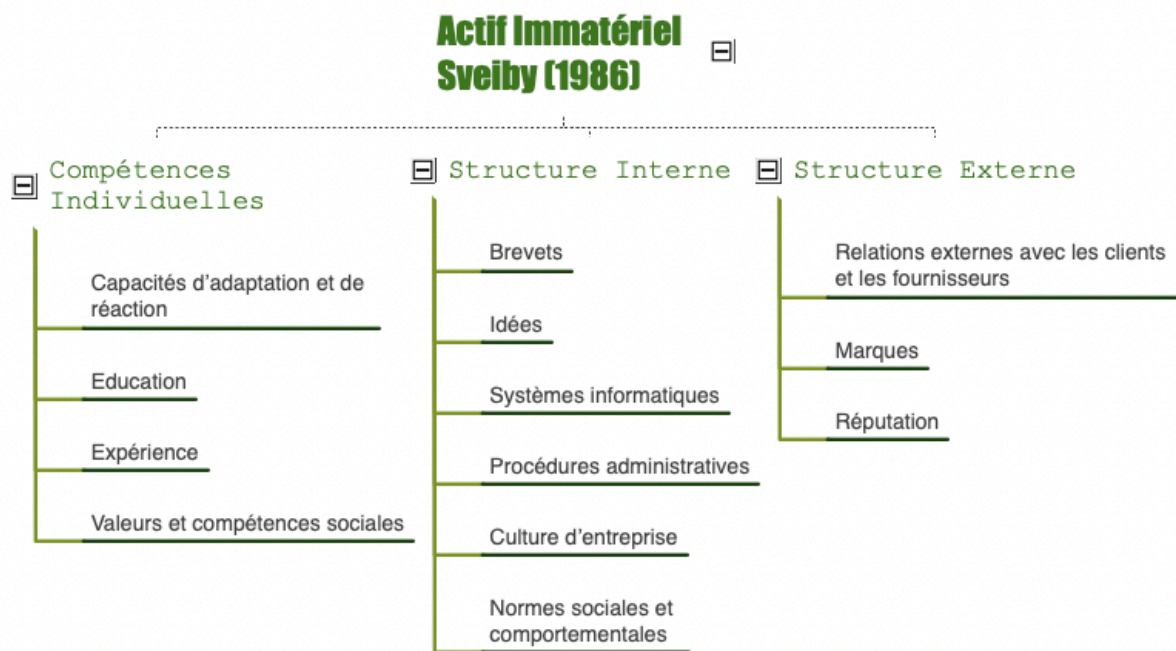 Actif Immatériel
Sveiby (1986)
Compétences
Individuelles
Capacités d’adaptation et de
réaction
Education
Expérience
Valeurs et compétences sociales
Structure Interne
Brevets
Idées
Systèmes informatiques
Procédures administratives
Culture d’entreprise
Normes sociales et
comportementales
Structure Externe
Relations externes avec les clients
et les fournisseurs
Marques
Réputation